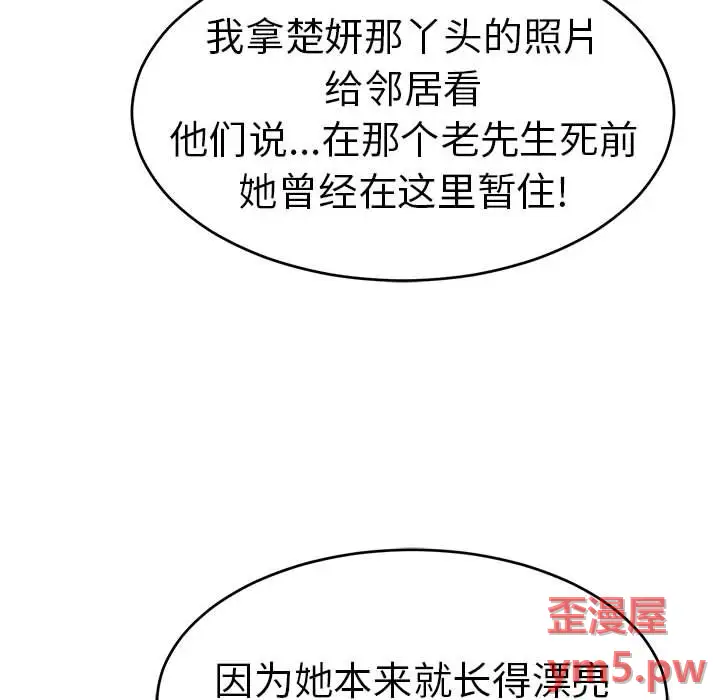 我拿楚妍那丫头的照片
给邻居看
他们说...在那个老先生死前
她曾经在这里暂住!
歪漫屋
因为她本来就长得漂亮
ym5.pw